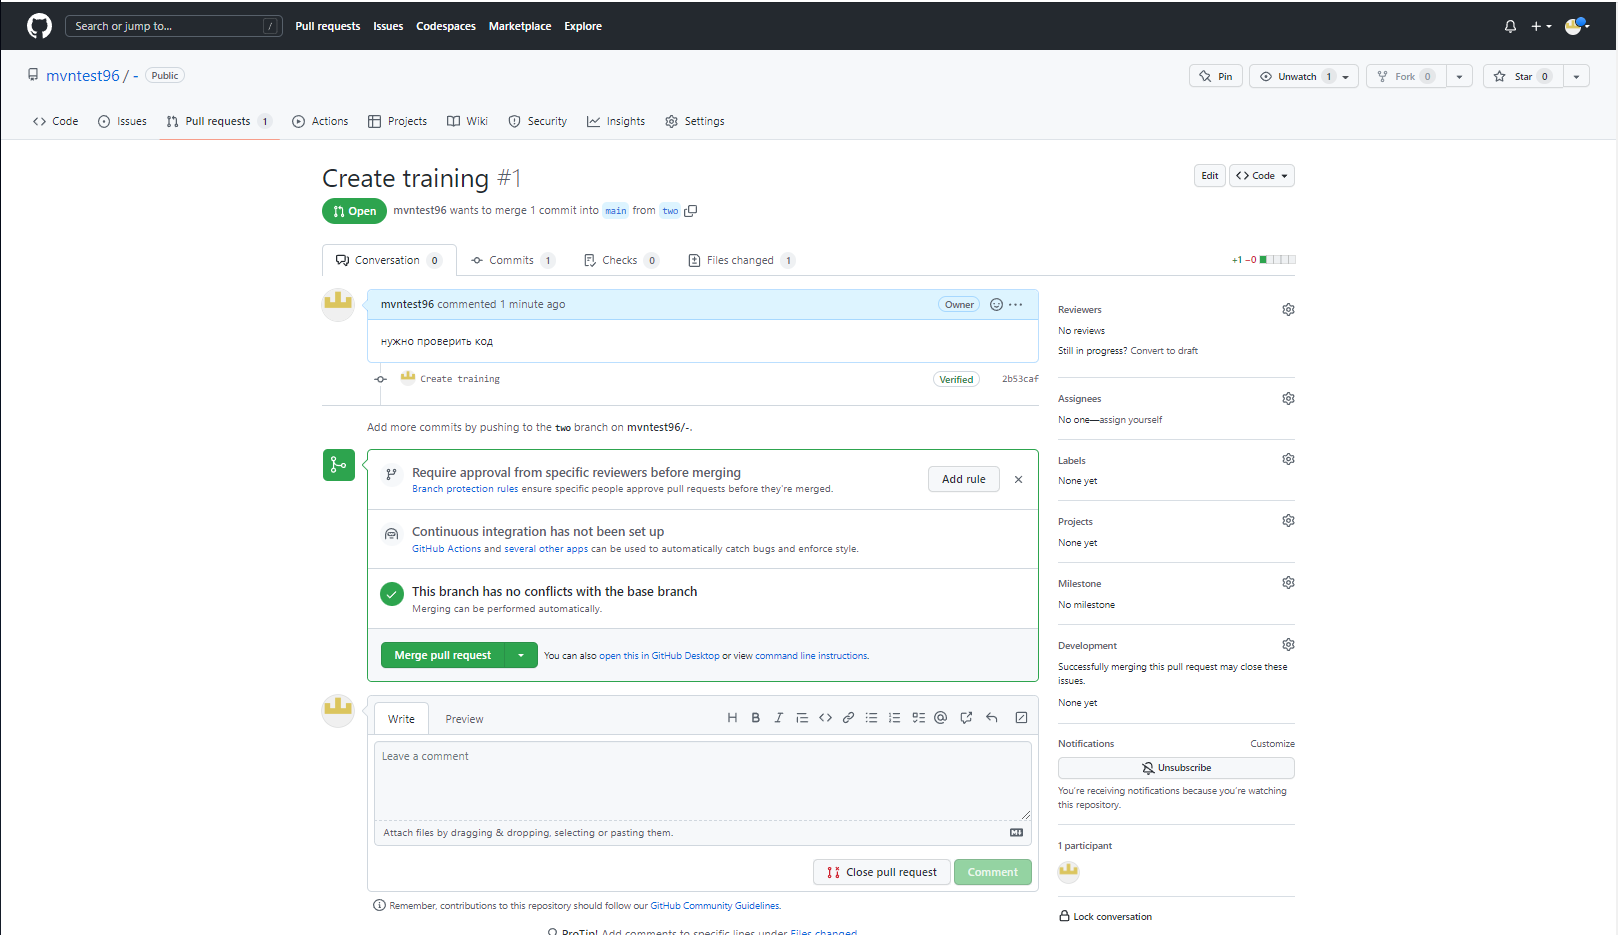 Search or jump to... /
Pull requests Issues Codespaces Marketplace Explore
mvntest96 / - Public
Pin Unwatch 1 Fork 0 Star 0
Code Issues Pull requests 1 Actions Projects Wiki Security Insights Settings
Create training #1
Edit Code
Open mvntest96 wants to merge 1 commit into main from two
Conversation 0 Commits 1 Checks 0 Files changed 1 +1 −0
mvntest96 commented 1 minute ago Owner
нужно проверить код
Create training Verified 2b53caf
Add more commits by pushing to the two branch on mvntest96/-.
Require approval from specific reviewers before merging
Branch protection rules ensure specific people approve pull requests before they're merged.
Add rule
Continuous integration has not been set up
GitHub Actions and several other apps can be used to automatically catch bugs and enforce style.
This branch has no conflicts with the base branch
Merging can be performed automatically.
Merge pull request You can also open this in GitHub Desktop or view command line instructions.
Write Preview
H B I
Leave a comment
Attach files by dragging & dropping, selecting or pasting them.
Close pull request Comment
Remember, contributions to this repository should follow our GitHub Community Guidelines.
ProTip! Add comments to specific lines under Files changed.
Reviewers
No reviews
Still in progress? Convert to draft
Assignees
No one—assign yourself
Labels
None yet
Projects
None yet
Milestone
No milestone
Development
Successfully merging this pull request may close these
issues.
None yet
Notifications Customize
Unsubscribe
You're receiving notifications because you're watching
this repository.
1 participant
Lock conversation